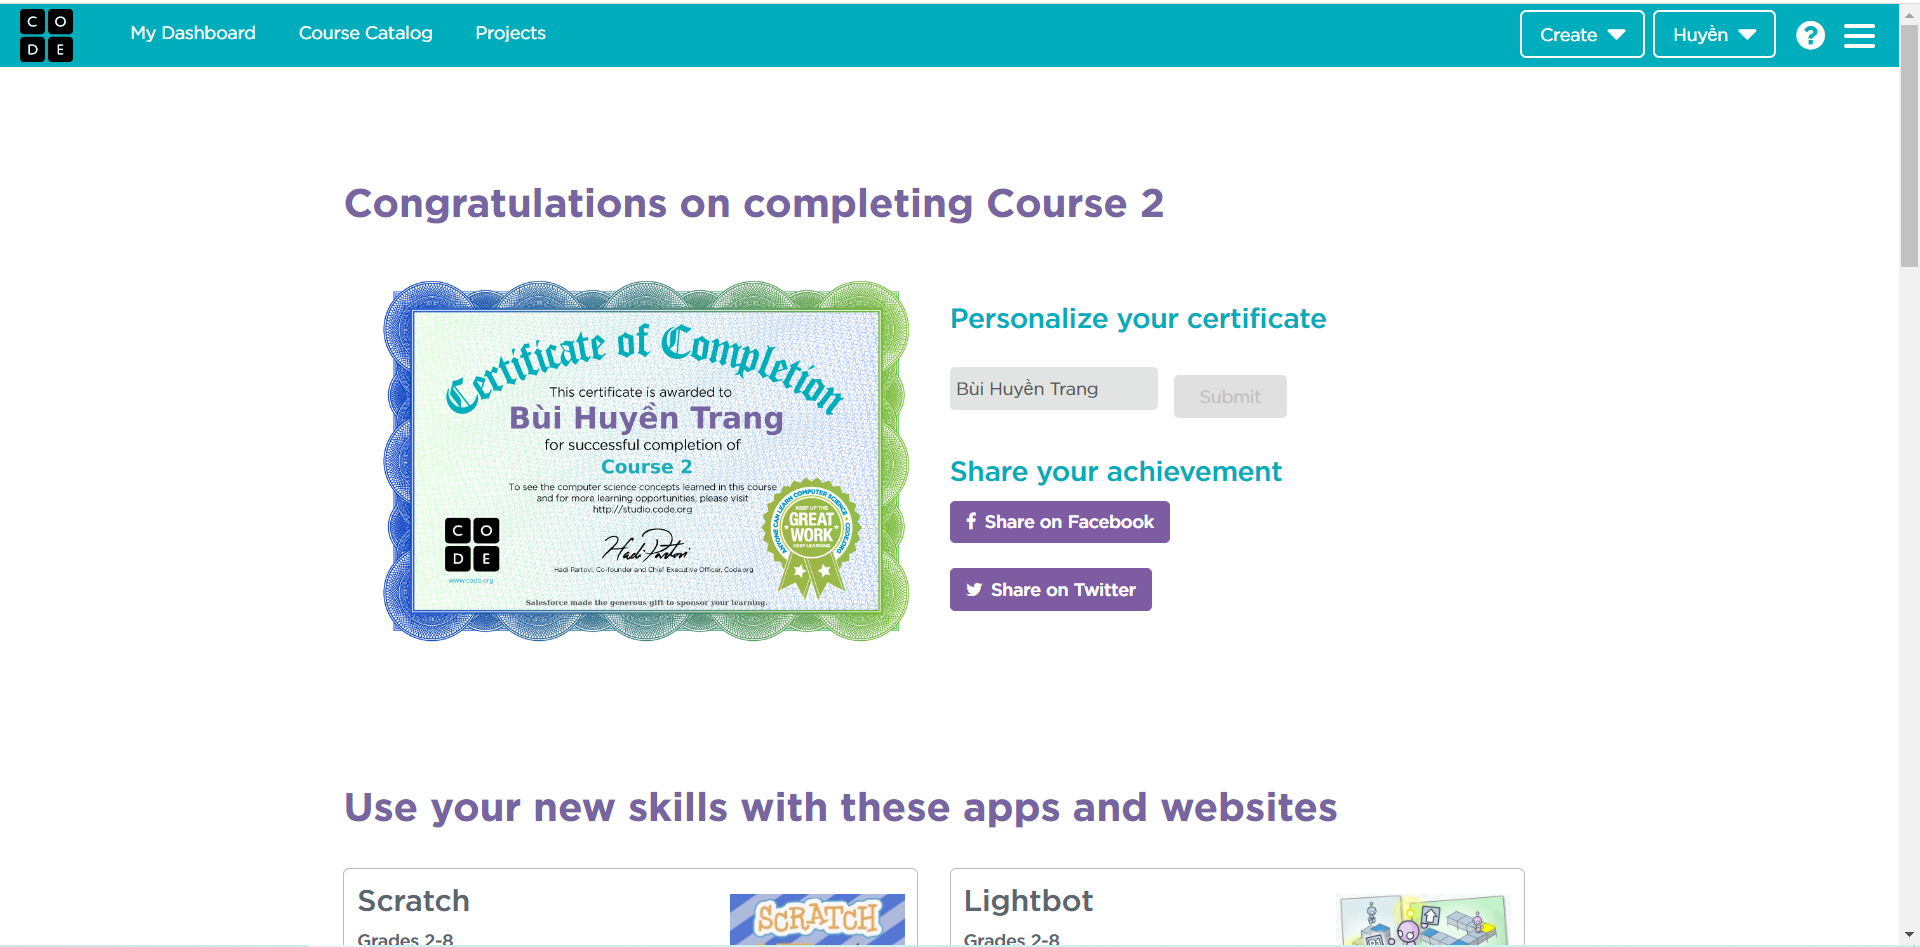 CODE
My Dashboard
Course Catalog
Projects
Create
Huyền
?
Congratulations on completing Course 2
Certificate of Completion
This certificate is awarded to
Bùi Huyền Trang
for successful completion of
Course 2
To see the computer science concepts learned in this course
and for more learning opportunities, please visit
http://studio.code.org
CODE
www.code.org
Hadi Partovi
Hadi Partovi, Co-founder and Chief Executive Officer, Code.org
ANYONE CAN LEARN COMPUTER SCIENCE • CODE.ORG
KEEP UP THE
GREAT
WORK
KEEP LEARNING
Salesforce made the generous gift to sponsor your learning.
Personalize your certificate
Bùi Huyền Trang
Submit
Share your achievement
Share on Facebook
Share on Twitter
Use your new skills with these apps and websites
Scratch
Grades 2-8
SCRATCH
Lightbot
Grades 2-8